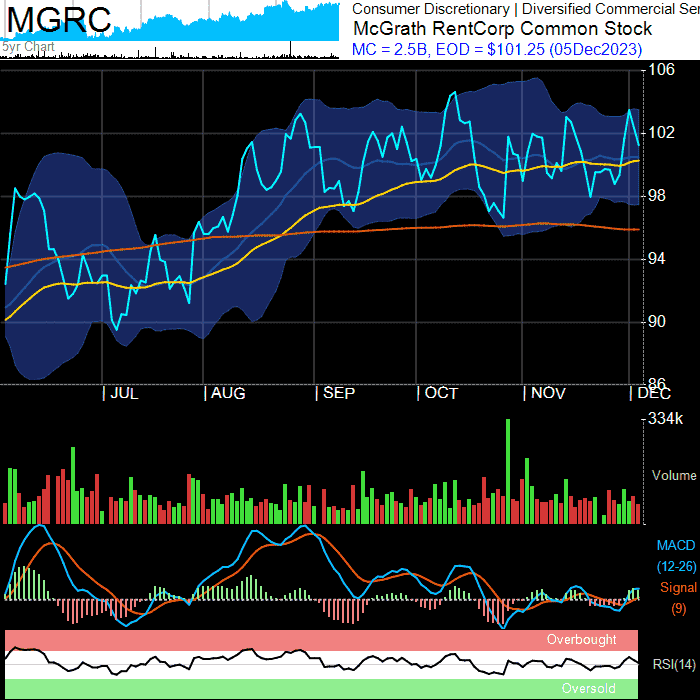 MGRC
5yr Chart
Consumer Discretionary | Diversified Commercial Ser
McGrath RentCorp Common Stock
MC = 2.5B, EOD = $101.25 (05Dec2023)
106
102
98
94
90
86
| JUL | AUG | SEP | OCT | NOV | DEC
334k
Volume
MACD
(12-26)
Signal
(9)
Overbought
RSI(14)
Oversold